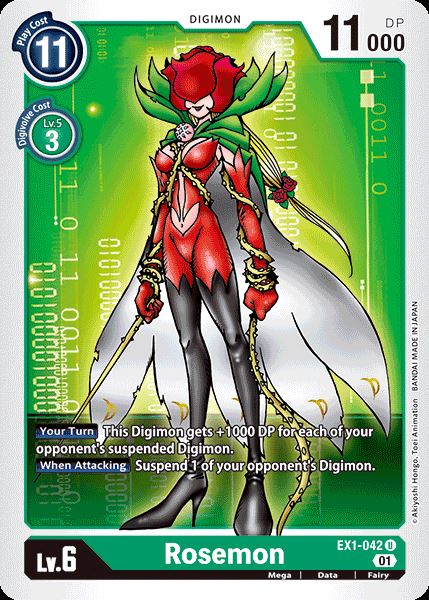 DIGIMON
Play Cost
11
DP
11000
Digivolve Cost
Lv.5
3
Your Turn This Digimon gets +1000 DP for each of your
opponent's suspended Digimon.
When Attacking Suspend 1 of your opponent's Digimon.
©Akiyoshi Hongo, Toei Animation BANDAI MADE IN JAPAN
Lv.6
Rosemon
EX1-042 U
01
Mega | Data | Fairy